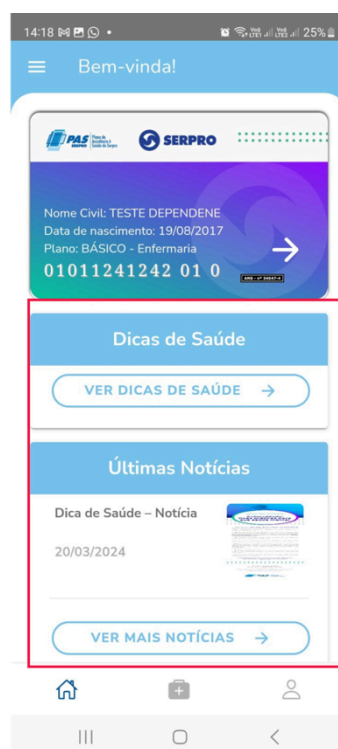 14:18 25%
Bem-vinda!
PAS SERPRO
Nome Civil: TESTE DEPENDENE
Data de nascimento: 19/08/2017
Plano: BÁSICO - Enfermaria
01011241242 01 0
Dicas de Saúde
VER DICAS DE SAÚDE →
Últimas Notícias
Dica de Saúde – Notícia
20/03/2024
VER MAIS NOTÍCIAS →